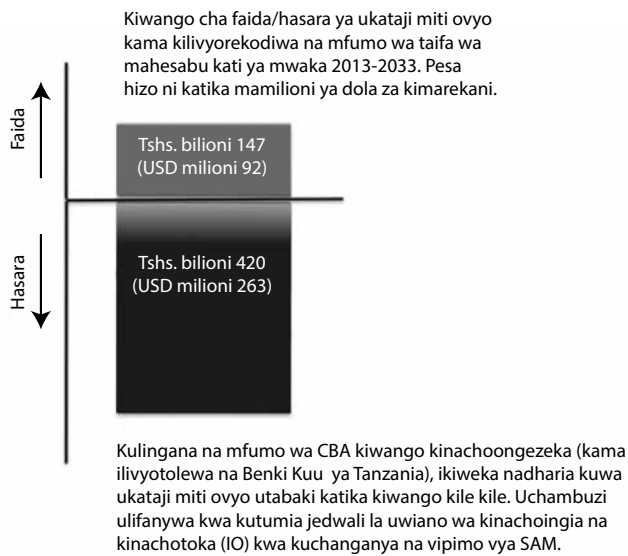 Kiwango cha faida/hasara ya ukataji miti ovyo
kama kilivyorekodiwa na mfumo wa taifa wa
mahesabu kati ya mwaka 2013-2033. Pesa
hizo ni katika mamilioni ya dola za kimarekani.
Faida
Tshs. bilioni 147
(USD milioni 92)
Hasara
Tshs. bilioni 420
(USD milioni 263)
Kulingana na mfumo wa CBA kiwango kinachoongezeka (kama
ilivyotolewa na Benki Kuu ya Tanzania), ikiweka nadharia kuwa
ukataji miti ovyo utabaki katika kiwango kile kile. Uchambuzi
ulifanywa kwa kutumia jedwali la uwiano wa kinachoingia na
kinachotoka (IO) kwa kuchanganya na vipimo vya SAM.